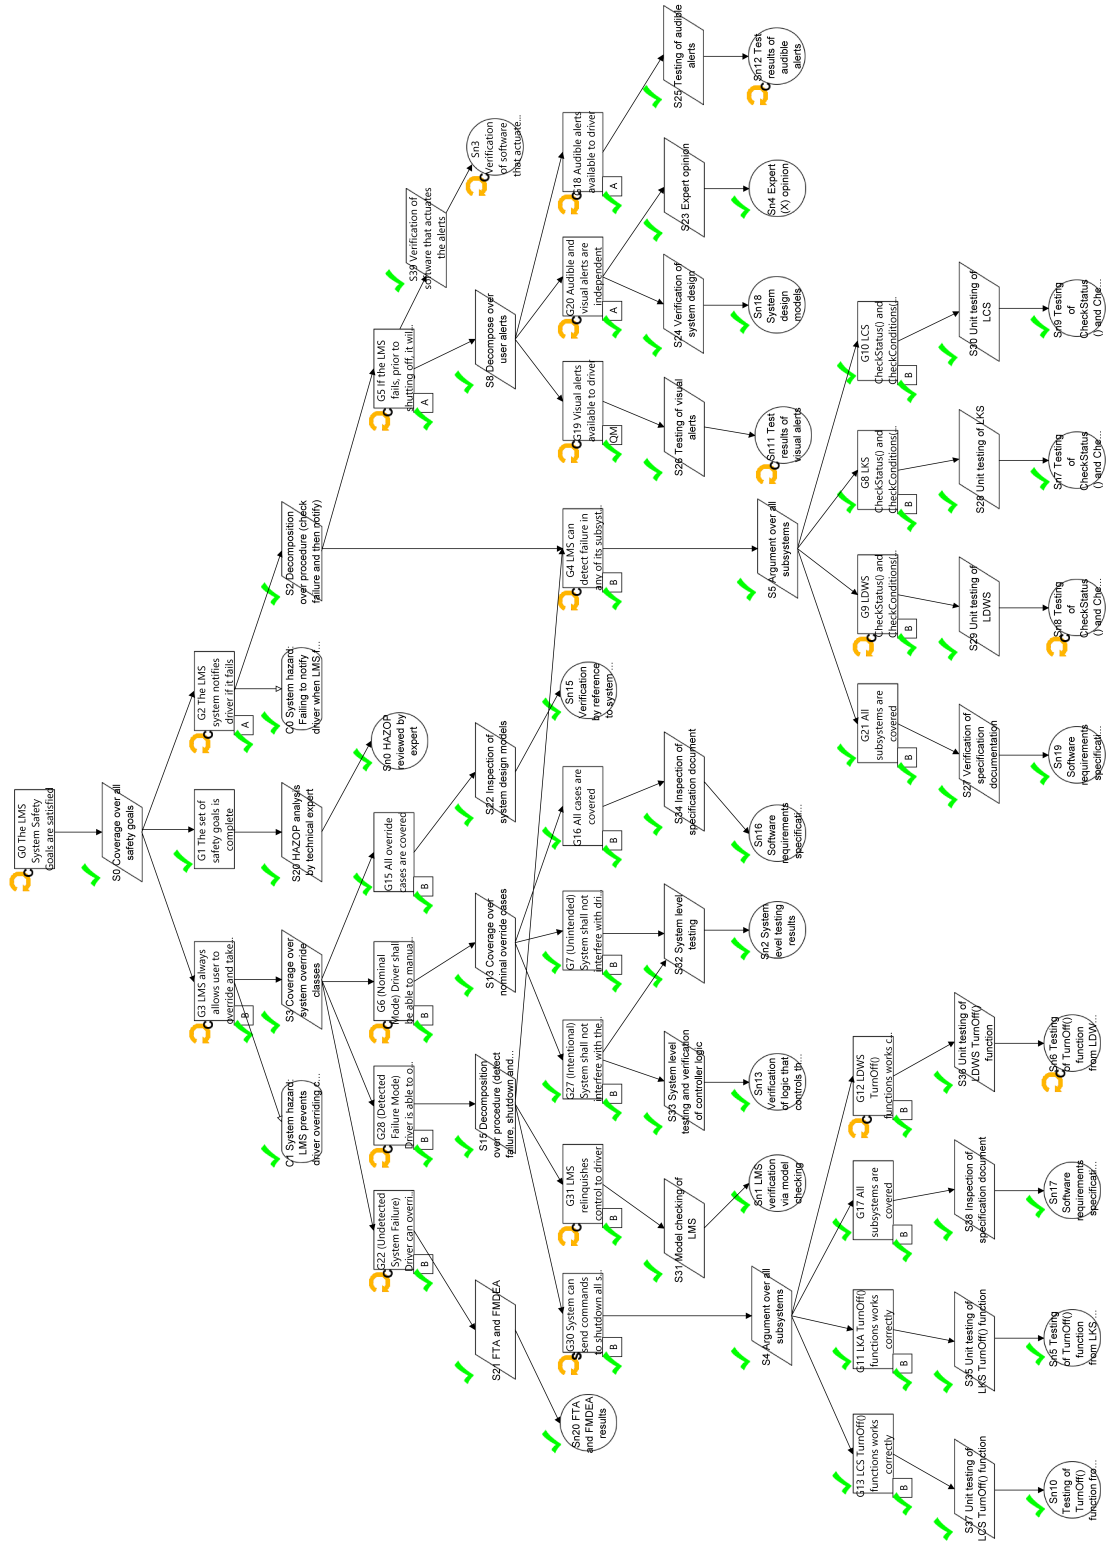 C
G0 The LMS
System Safety
Goals are satisfied
S0 Coverage over all
safety goals
C
G3 LMS always
allows user to
override and take...
B
G1 The set of
safety goals is
complete
C
G2 The LMS
system notifies
driver if it fails
A
C1 System hazard:
LMS prevents
driver overriding c...
S3 Coverage over
system override
classes
S20 HAZOP analysis
by technical expert
C0 System hazard:
Failing to notify
driver when LMS f...
S2 Decomposition
over procedure (check
failure and then notify)
C
G22 (Undetected
System Failure)
Driver can overri...
B
C
G28 (Detected
Failure Mode)
Driver is able to o...
B
C
G6 (Nominal
Mode) Driver shall
be able to manual...
B
G15 All override
cases are covered
B
Sn0 HAZOP
reviewed by
expert
C
G5 If the LMS
fails, prior to
shutting off, it will...
A
S39 Verification of
software that actuates
the alerts
C
Sn3
Verification
of software
that actuate...
S21 FTA and FMDEA
S15 Decomposition
over procedure (detect
failure, shutdown and...
S13 Coverage over
nominal override cases
S22 Inspection of
system design models
S8 Decompose over
user alerts
Sn20 FTA
and FMDEA
results
S
G30 System can
send commands
to shutdown all s...
B
C
G31 LMS
relinquishes
control to driver
B
G27 (Intentional)
System shall not
interfere with the...
B
G7 (Unintended)
System shall not
interfere with dri...
B
G16 All cases are
covered
B
Sn15
Verification
by reference
to system ...
C
G4 LMS can
detect failure in
any of its subsyst...
B
C
G19 Visual alerts
available to driver
QM
C
G20 Audible and
visual alerts are
independent
A
C
G18 Audible alerts
available to driver
A
S31 Model checking of
LMS
S33 System level
testing and verification
of controller logic
S32 System level
testing
S34 Inspection of
specification document
S26 Testing of visual
alerts
S24 Verification of
system design
S23 Expert opinion
S25 Testing of audible
alerts
S4 Argument over all
subsystems
Sn1 LMS
verification
via model
checking
Sn13
Verification
of logic that
controls th...
Sn2 System
level testing
results
Sn16
Software
requirements
specificati...
S5 Argument over all
subsystems
C
Sn11 Test
results of
visual alerts
Sn18
System
design
models
Sn4 Expert
(X) opinion
C
Sn12 Test
results of
audible
alerts
G13 LCS TurnOff()
functions works
correctly
B
G11 LKA TurnOff()
functions works
correctly
B
G17 All
subsystems are
covered
B
C
G12 LDWS
TurnOff()
functions works c...
B
G21 All
subsystems are
covered
B
C
G9 LDWS
CheckStatus() and
CheckConditions(...
B
G8 LKS
CheckStatus() and
CheckConditions(...
B
G10 LCS
CheckStatus() and
CheckConditions(...
B
S37 Unit testing of
LCS TurnOff() function
S35 Unit testing of
LKS TurnOff() function
S38 Inspection of
specification document
S36 Unit testing of
LDWS TurnOff()
function
S27 Verification of
specification
documentation
S29 Unit testing of
LDWS
S28 Unit testing of LKS
S30 Unit testing of
LCS
Sn10
Testing of
TurnOff()
function fro...
Sn5 Testing
of TurnOff()
function
from LKS ...
Sn17
Software
requirements
specificati...
C
Sn6 Testing
of TurnOff()
function
from LDW...
Sn19
Software
requirements
specificati...
C
Sn8 Testing
of
CheckStatus
() and Che...
Sn7 Testing
of
CheckStatus
() and Che...
Sn9 Testing
of
CheckStatus
() and Che...